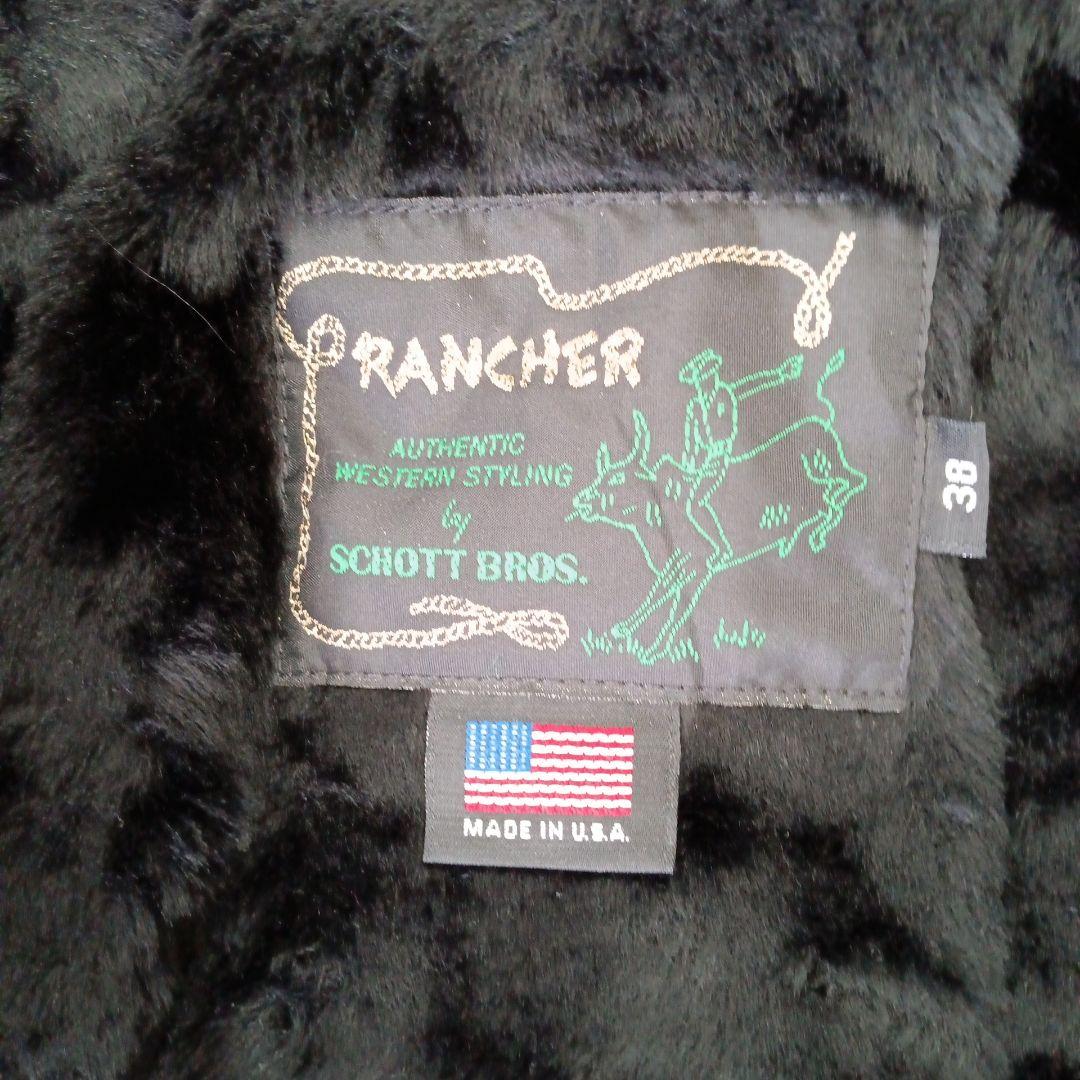 RANCHER
AUTHENTIC
WESTERN STYLING
by
SCHOTT BROS.
38
MADE IN U.S.A.